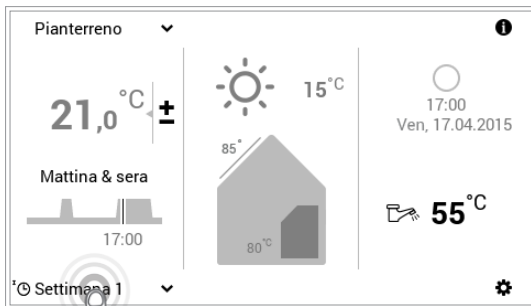 Pianterreno
21,0 °C ±
Mattina & sera
17:00
Settimana 1
15°C
85°
80°C
17:00
Ven, 17.04.2015
55°C